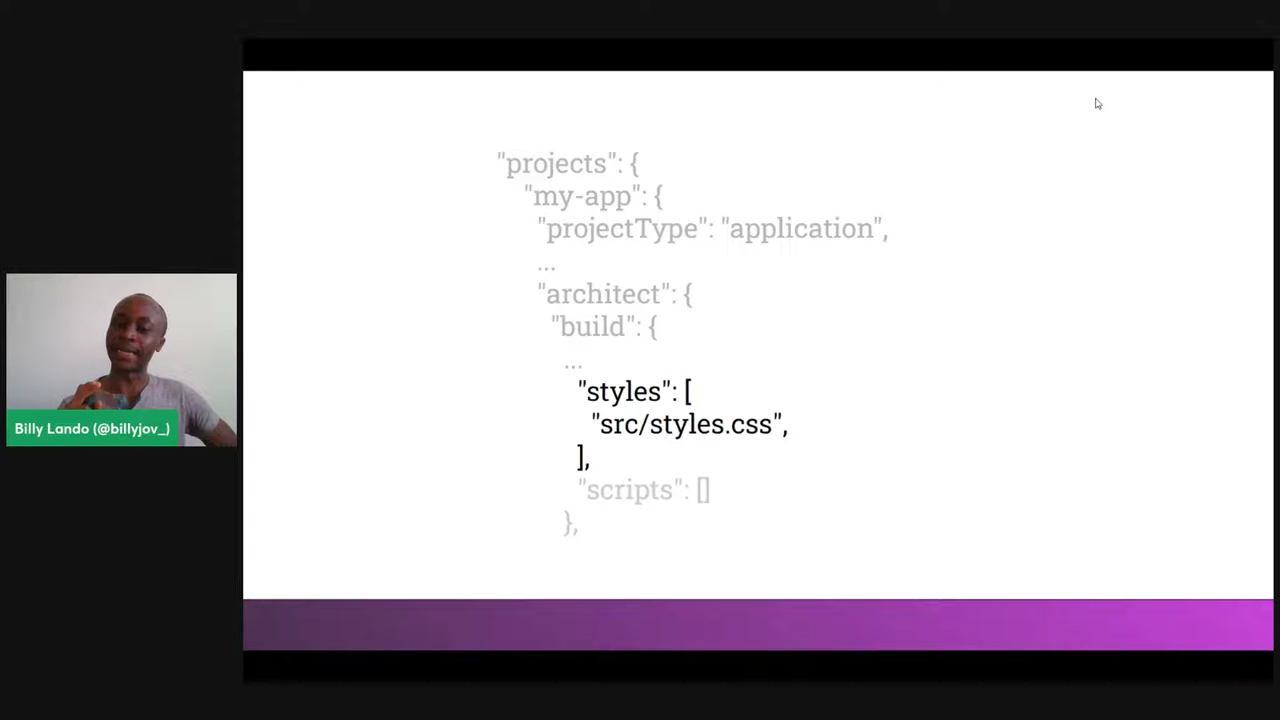 "projects": {
"my-app": {
"projectType": "application",
...
"architect": {
"build": {
...
"styles": [
"src/styles.css",
],
"scripts": []
},
Billy Lando (@billyjov_)